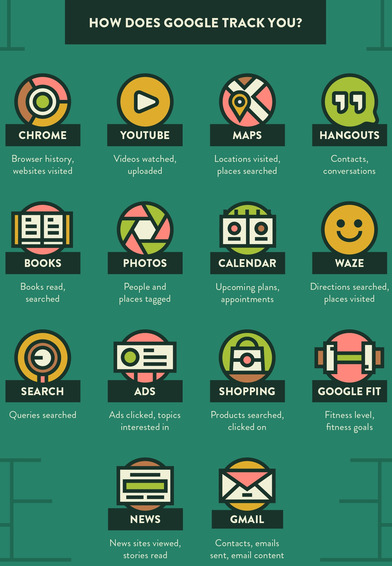 HOW DOES GOOGLE TRACK YOU?
CHROME
Browser history,
websites visited
YOUTUBE
Videos watched,
uploaded
MAPS
Locations visited,
places searched
HANGOUTS
Contacts,
conversations
BOOKS
Books read,
searched
PHOTOS
People and
places tagged
CALENDAR
Upcoming plans,
appointments
WAZE
Directions searched,
places visited
SEARCH
Queries searched
ADS
Ads clicked, topics
interested in
SHOPPING
Products searched,
clicked on
GOOGLE FIT
Fitness level,
fitness goals
NEWS
News sites viewed,
stories read
GMAIL
Contacts, emails
sent, email content